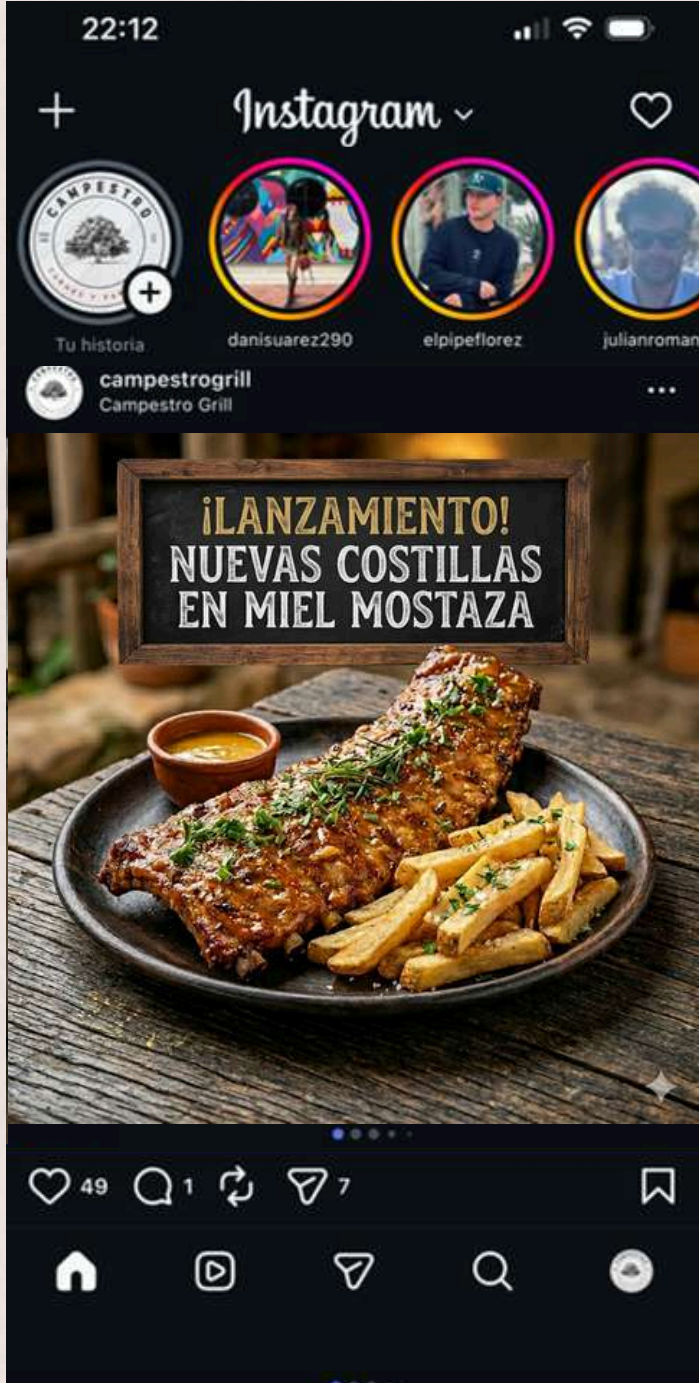 22:12
Instagram
CAMPESTRO
Tu historia
danisuarez290
elpipeflorez
julianroman
campestrogrill
Campestro Grill
¡LANZAMIENTO!
NUEVAS COSTILLAS
EN MIEL MOSTAZA
49
1
7